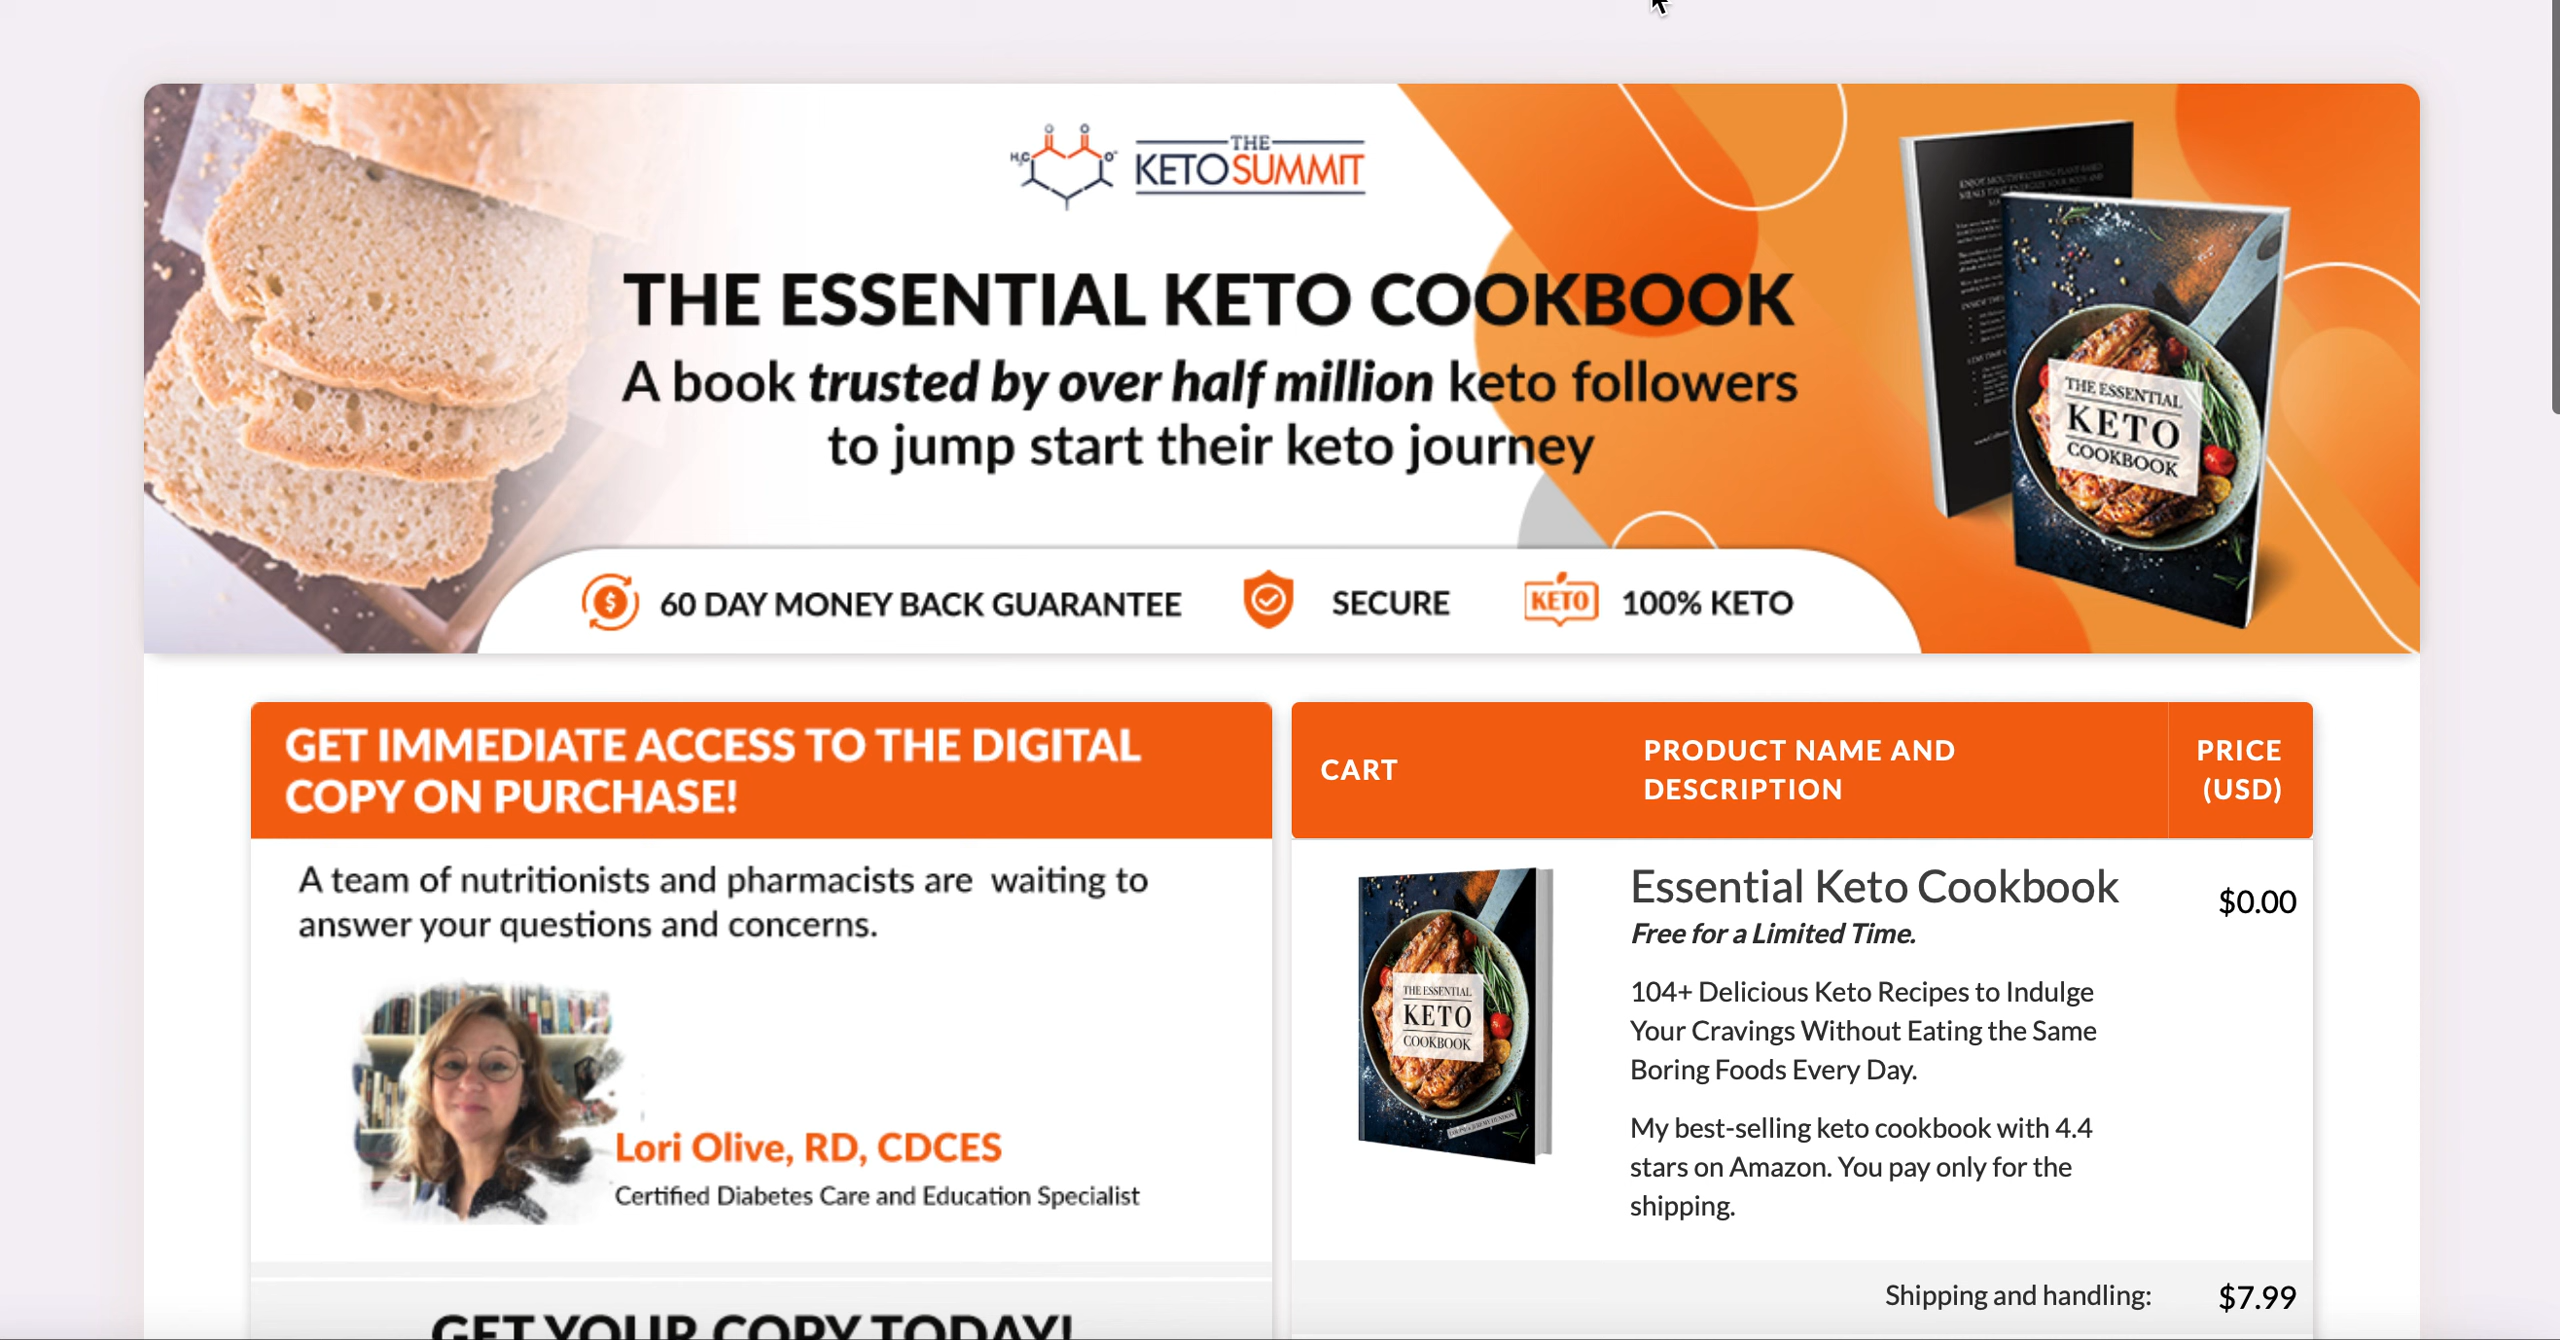 THE
KETOSUMMIT
THE ESSENTIAL KETO COOKBOOK
A book trusted by over half million keto followers
to jump start their keto journey
THE ESSENTIAL
KETO
COOKBOOK
60 DAY MONEY BACK GUARANTEE
SECURE
KETO
100% KETO
GET IMMEDIATE ACCESS TO THE DIGITAL
COPY ON PURCHASE!
A team of nutritionists and pharmacists are waiting to
answer your questions and concerns.
Lori Olive, RD, CDCES
Certified Diabetes Care and Education Specialist
GET YOUR COPY TODAY!
CART
PRODUCT NAME AND
DESCRIPTION
PRICE
(USD)
THE ESSENTIAL
KETO
COOKBOOK
Essential Keto Cookbook
$0.00
Free for a Limited Time.
104+ Delicious Keto Recipes to Indulge
Your Cravings Without Eating the Same
Boring Foods Every Day.
My best-selling keto cookbook with 4.4
stars on Amazon. You pay only for the
shipping.
Shipping and handling:
$7.99